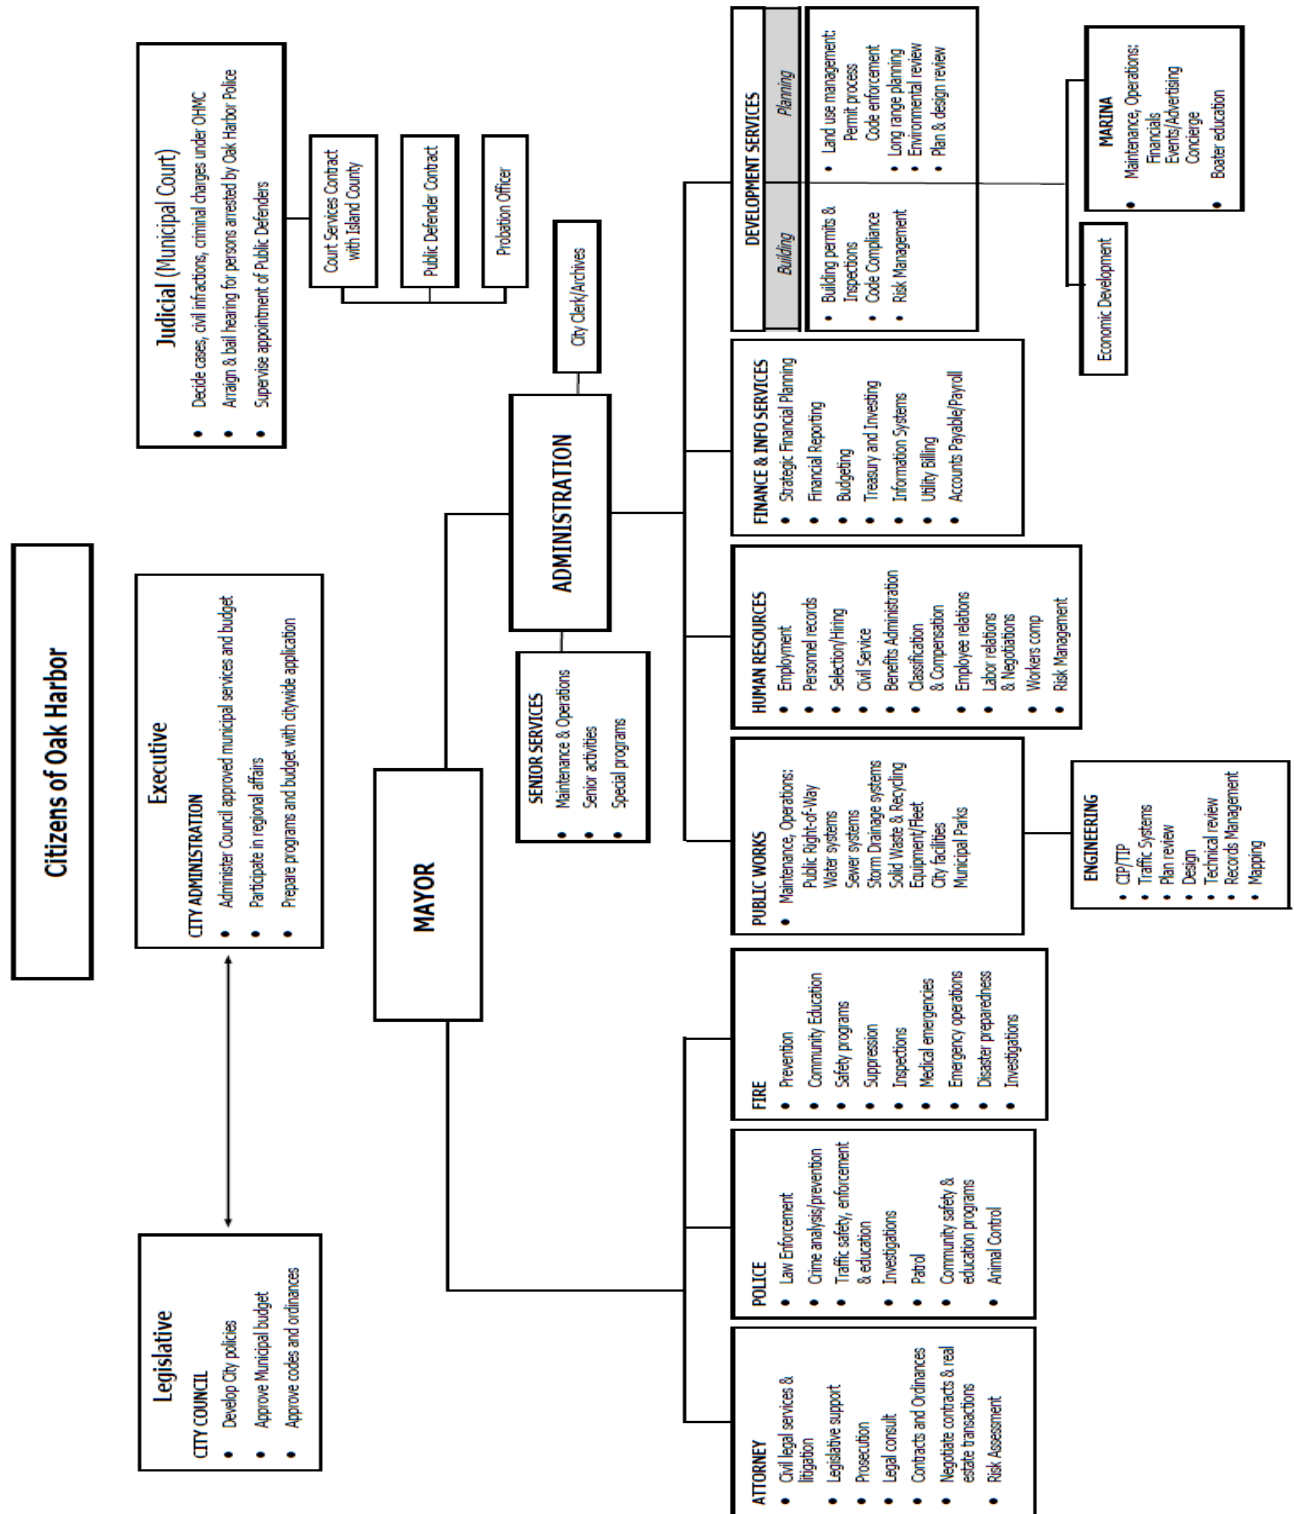 Citizens of Oak Harbor
Legislative
CITY COUNCIL
• Develop City policies
• Approve Municipal budget
• Approve codes and ordinances
Executive
CITY ADMINISTRATION
• Administer Council approved municipal services and budget
• Participate in regional affairs
• Prepare programs and budget with citywide application
Judicial (Municipal Court)
• Decide cases, civil infractions, criminal charges under OHMC
• Arraign & bail hearing for persons arrested by Oak Harbor Police
• Supervise appointment of Public Defenders
Court Services Contract
with Island County
Public Defender Contract
Probation Officer
MAYOR
SENIOR SERVICES
• Maintenance & Operations
• Senior activities
• Special programs
ADMINISTRATION
City Clerk/Archives
ATTORNEY
• Civil legal services &
litigation
• Legislative support
• Prosecution
• Legal consult
• Contracts and Ordinances
• Negotiate contracts & real
estate transactions
• Risk Assessment
POLICE
• Law Enforcement
• Crime analysis/prevention
• Traffic safety, enforcement
& education
• Investigations
• Patrol
• Community safety &
education programs
• Animal Control
FIRE
• Prevention
• Community Education
• Safety programs
• Suppression
• Inspections
• Medical emergencies
• Emergency operations
• Disaster preparedness
• Investigations
PUBLIC WORKS
• Maintenance, Operations:
Public Right-of-Way
Water systems
Sewer systems
Storm Drainage systems
Solid Waste & Recycling
Equipment/Fleet
City facilities
Municipal Parks
ENGINEERING
• CIP/TIP
• Traffic Systems
• Plan review
• Design
• Technical review
• Records Management
• Mapping
HUMAN RESOURCES
• Employment
• Personnel records
• Selection/Hiring
• Civil Service
• Benefits Administration
• Classification
& Compensation
• Employee relations
• Labor relations
& Negotiations
• Workers comp
• Risk Management
FINANCE & INFO SERVICES
• Strategic Financial Planning
• Financial Reporting
• Budgeting
• Treasury and Investing
• Information Systems
• Utility Billing
• Accounts Payable/Payroll
DEVELOPMENT SERVICES
Building
• Building permits &
Inspections
• Code Compliance
• Risk Management
Planning
• Land use management:
Permit process
Code enforcement
• Long range planning
• Environmental review
• Plan & design review
Economic Development
MARINA
• Maintenance, Operations:
Financials
Events/Advertising
Concierge
• Boater education